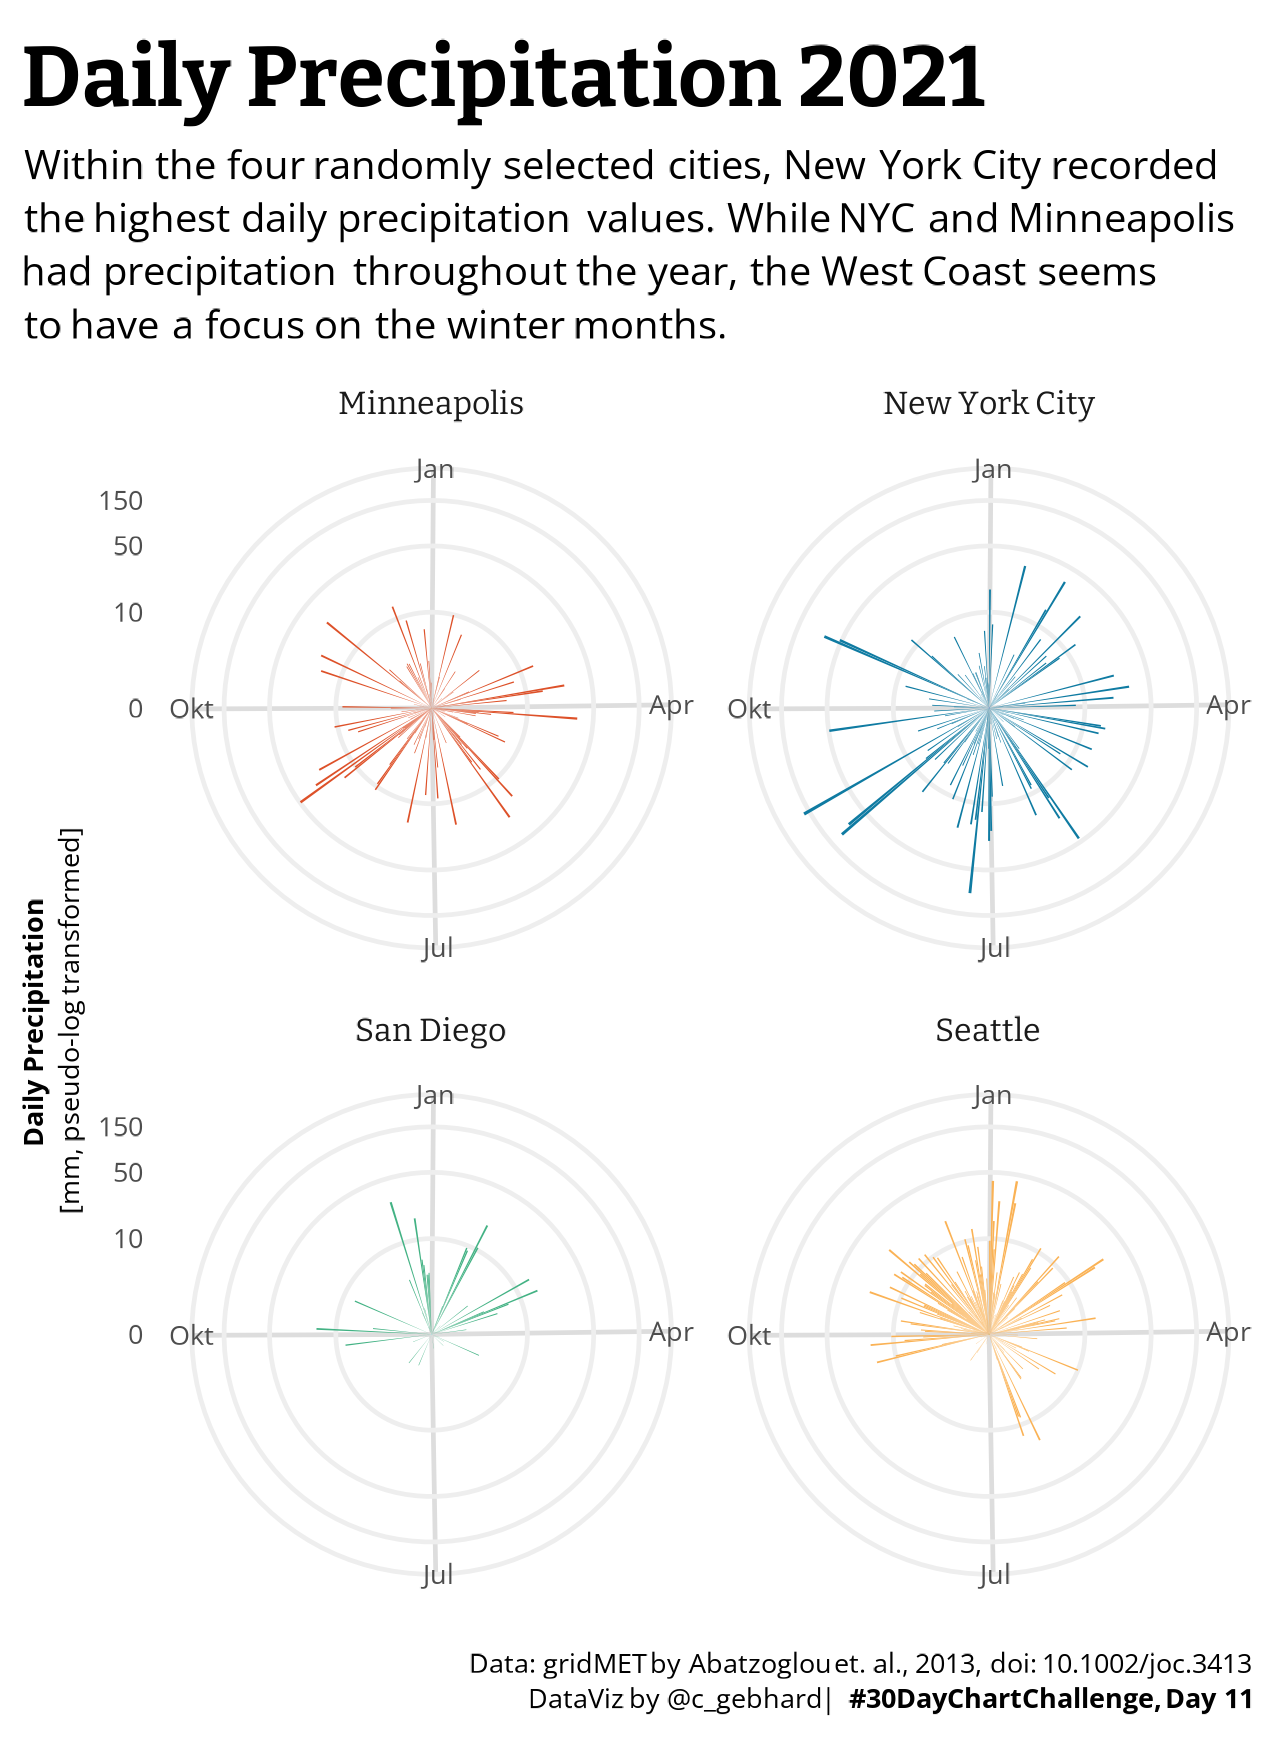 Daily Precipitation 2021
Within the four randomly selected cities, New York City recorded
the highest daily precipitation values. While NYC and Minneapolis
had precipitation throughout the year, the West Coast seems
to have a focus on the winter months.
Minneapolis
New York City
Jan
Jan
150
50
10
0
Okt
Apr
Okt
Apr
Jul
Jul
Daily Precipitation
[mm, pseudo-log transformed]
San Diego
Seattle
Jan
Jan
150
50
10
0
Okt
Apr
Okt
Apr
Jul
Jul
Data: gridMET by Abatzoglou et. al., 2013, doi: 10.1002/joc.3413
DataViz by @c_gebhard| #30DayChartChallenge, Day 11